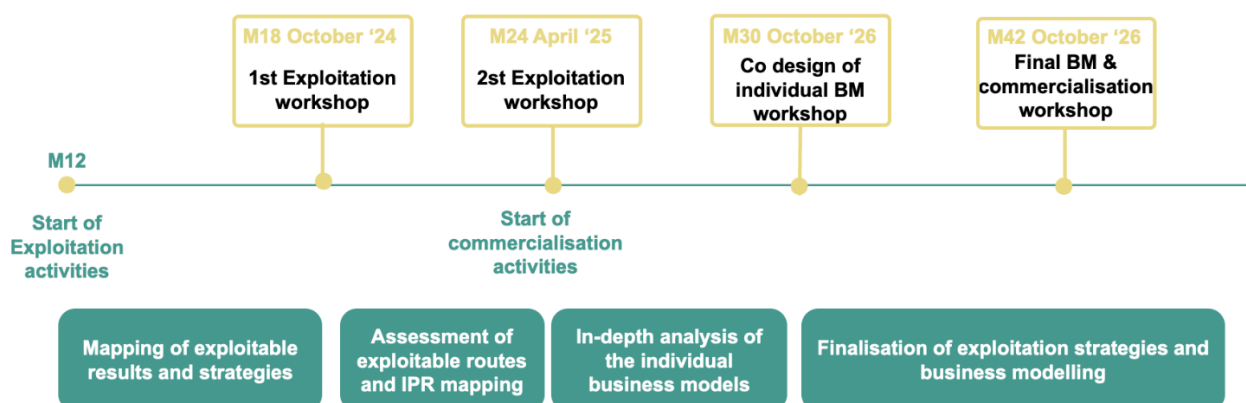 M18 October ‘24
1st Exploitation
workshop
M24 April ‘25
2st Exploitation
workshop
M30 October ‘26
Co design of
individual BM
workshop
M42 October ‘26
Final BM &
commercialisation
workshop
M12
Start of
Exploitation
activities
Start of
commercialisation
activities
Mapping of exploitable
results and strategies
Assessment of
exploitable routes
and IPR mapping
In-depth analysis of
the individual
business models
Finalisation of exploitation strategies and
business modelling